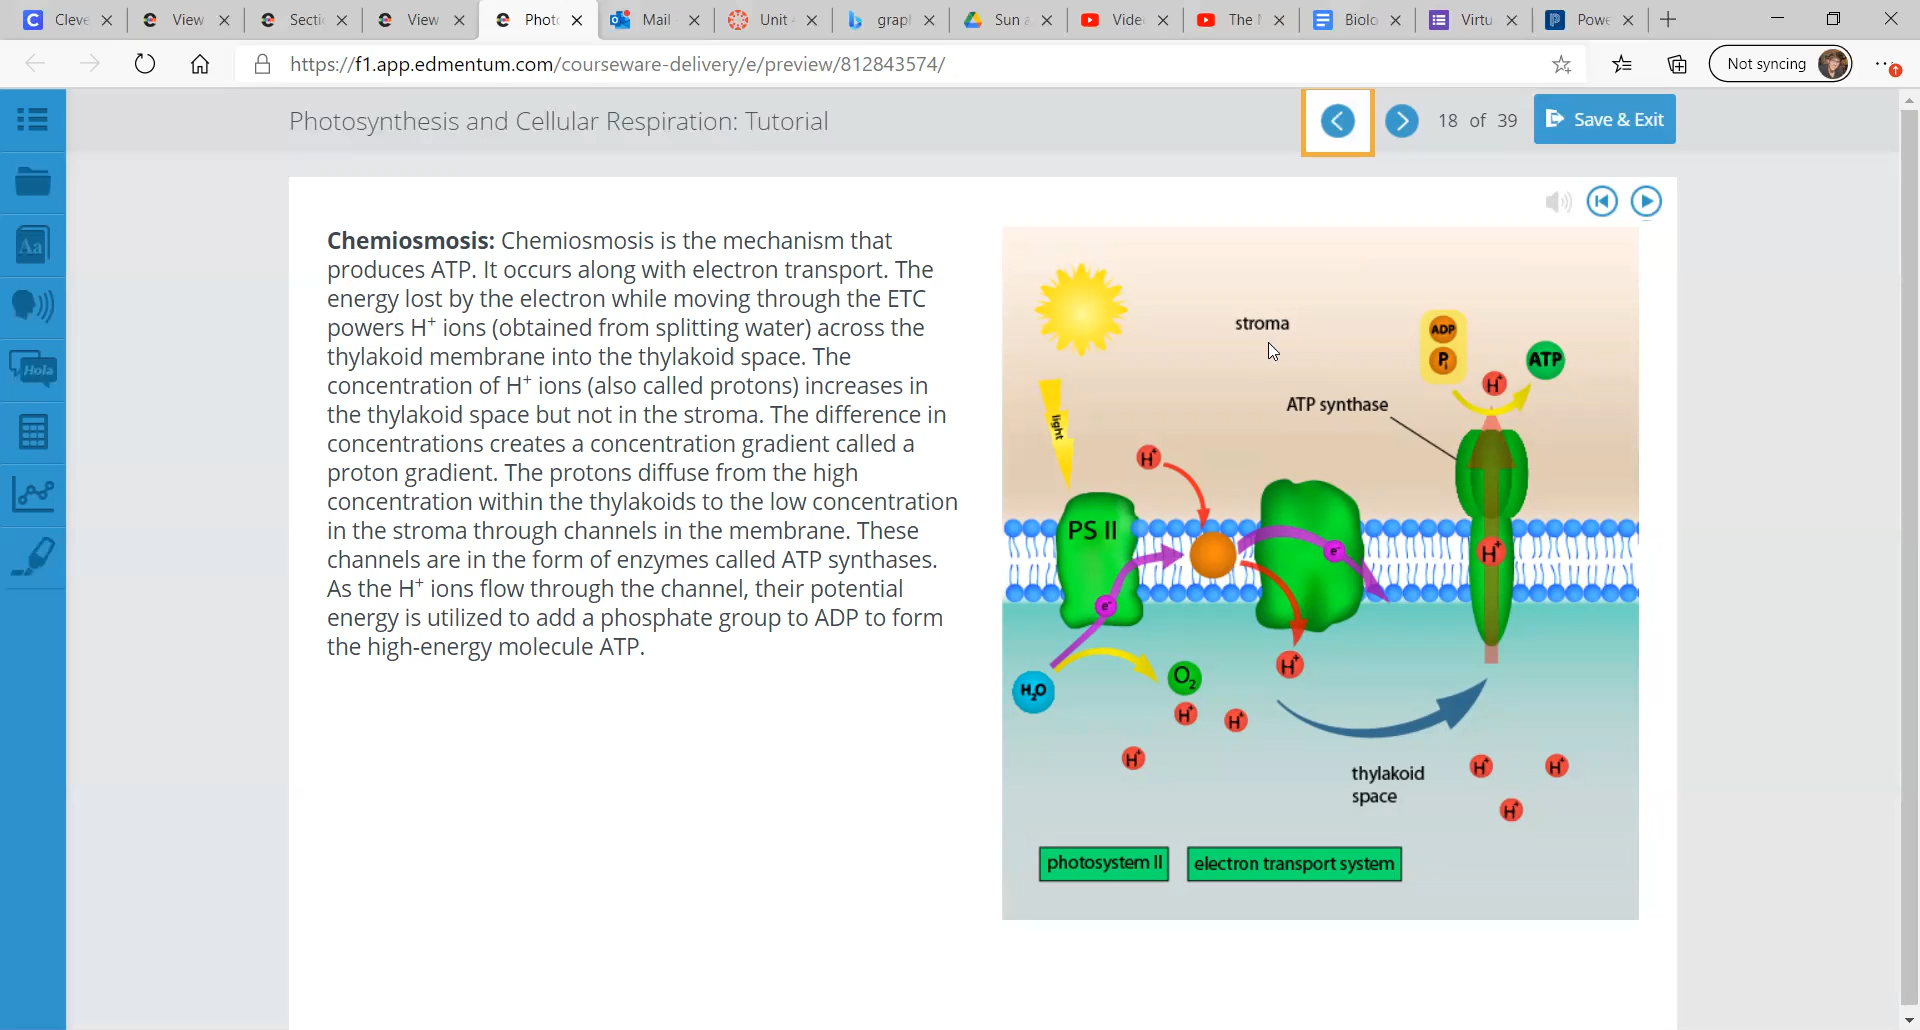 Cleve
View
Sectio
View
Photo
Mail
Unit
grap
Sun a
Vide
The
Biolo
Virtu
Powe
https://f1.app.edmentum.com/courseware-delivery/e/preview/812843574/
Not syncing
Photosynthesis and Cellular Respiration: Tutorial
18 of 39
Save & Exit
Aa
Hola
Chemiosmosis: Chemiosmosis is the mechanism that
produces ATP. It occurs along with electron transport. The
energy lost by the electron while moving through the ETC
powers H⁺ ions (obtained from splitting water) across the
thylakoid membrane into the thylakoid space. The
concentration of H⁺ ions (also called protons) increases in
the thylakoid space but not in the stroma. The difference in
concentrations creates a concentration gradient called a
proton gradient. The protons diffuse from the high
concentration within the thylakoids to the low concentration
in the stroma through channels in the membrane. These
channels are in the form of enzymes called ATP synthases.
As the H⁺ ions flow through the channel, their potential
energy is utilized to add a phosphate group to ADP to form
the high-energy molecule ATP.
stroma
ADP
Pi
H⁺
ATP
ATP synthase
light
H⁺
PS II
e⁻
H⁺
e⁻
H⁺
H₂O
O₂
H⁺
H⁺
H⁺
thylakoid
space
H⁺
H⁺
H⁺
photosystem II
electron transport system